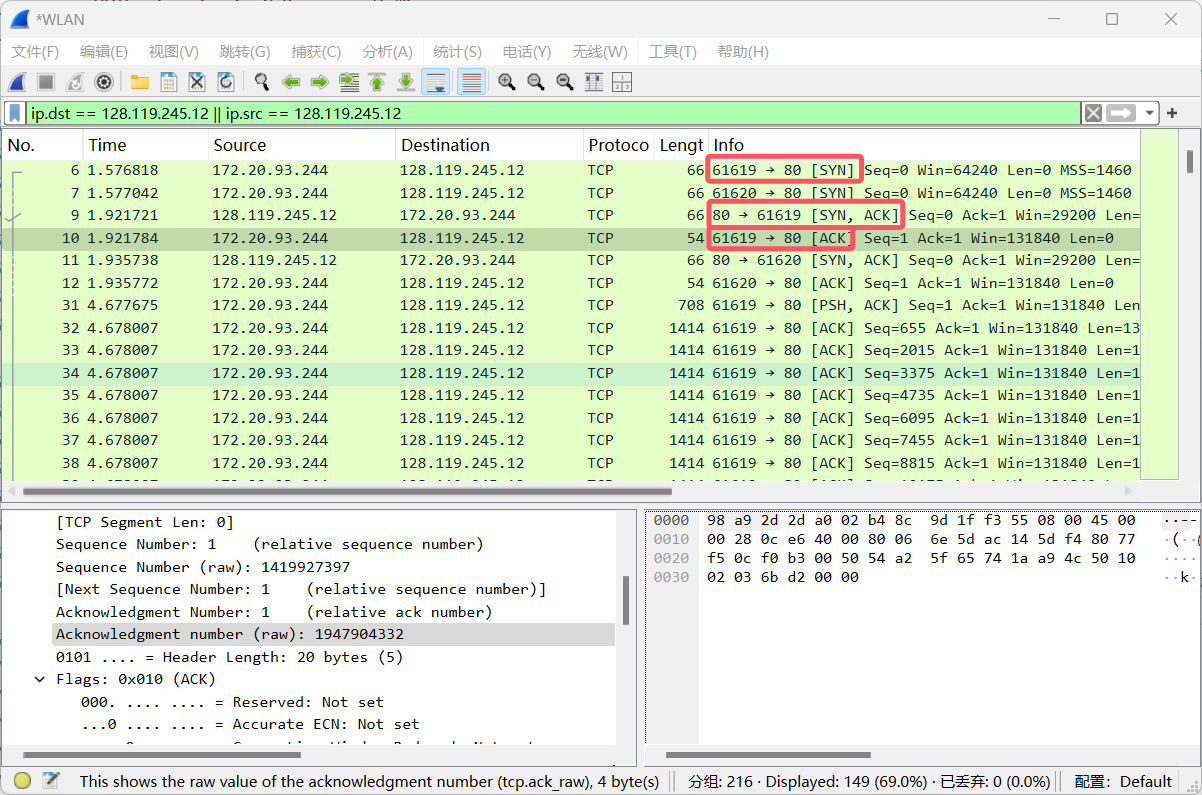 *WLAN
文件(F) 编辑(E) 视图(V) 跳转(G) 捕获(C) 分析(A) 统计(S) 电话(Y) 无线(W) 工具(T) 帮助(H)
ip.dst == 128.119.245.12 || ip.src == 128.119.245.12
No. Time Source Destination Protoco Lengt Info
6 1.576818 172.20.93.244 128.119.245.12 TCP 66 61619 → 80 [SYN] Seq=0 Win=64240 Len=0 MSS=1460
7 1.577042 172.20.93.244 128.119.245.12 TCP 66 61620 → 80 [SYN] Seq=0 Win=64240 Len=0 MSS=1460
9 1.921721 128.119.245.12 172.20.93.244 TCP 66 80 → 61619 [SYN, ACK] Seq=0 Ack=1 Win=29200 Len=
10 1.921784 172.20.93.244 128.119.245.12 TCP 54 61619 → 80 [ACK] Seq=1 Ack=1 Win=131840 Len=0
11 1.935738 128.119.245.12 172.20.93.244 TCP 66 80 → 61620 [SYN, ACK] Seq=0 Ack=1 Win=29200 Len=
12 1.935772 172.20.93.244 128.119.245.12 TCP 54 61620 → 80 [ACK] Seq=1 Ack=1 Win=131840 Len=0
31 4.677675 172.20.93.244 128.119.245.12 TCP 708 61619 → 80 [PSH, ACK] Seq=1 Ack=1 Win=131840 Len
32 4.678007 172.20.93.244 128.119.245.12 TCP 1414 61619 → 80 [ACK] Seq=655 Ack=1 Win=131840 Len=13
33 4.678007 172.20.93.244 128.119.245.12 TCP 1414 61619 → 80 [ACK] Seq=2015 Ack=1 Win=131840 Len=1
34 4.678007 172.20.93.244 128.119.245.12 TCP 1414 61619 → 80 [ACK] Seq=3375 Ack=1 Win=131840 Len=1
35 4.678007 172.20.93.244 128.119.245.12 TCP 1414 61619 → 80 [ACK] Seq=4735 Ack=1 Win=131840 Len=1
36 4.678007 172.20.93.244 128.119.245.12 TCP 1414 61619 → 80 [ACK] Seq=6095 Ack=1 Win=131840 Len=1
37 4.678007 172.20.93.244 128.119.245.12 TCP 1414 61619 → 80 [ACK] Seq=7455 Ack=1 Win=131840 Len=1
38 4.678007 172.20.93.244 128.119.245.12 TCP 1414 61619 → 80 [ACK] Seq=8815 Ack=1 Win=131840 Len=1
[TCP Segment Len: 0]
Sequence Number: 1 (relative sequence number)
Sequence Number (raw): 1419927397
[Next Sequence Number: 1 (relative sequence number)]
Acknowledgment Number: 1 (relative ack number)
Acknowledgment number (raw): 1947904332
0101 .... = Header Length: 20 bytes (5)
Flags: 0x010 (ACK)
000. .... .... = Reserved: Not set
...0 .... .... = Accurate ECN: Not set
0000 98 a9 2d 2d a0 02 b4 8c 9d 1f f3 55 08 00 45 00 ····
0010 00 28 0c e6 40 00 80 06 6e 5d ac 14 5d f4 80 77 ·(·
0020 f5 0c f0 b3 00 50 54 a2 5f 65 74 1a a9 4c 50 10 ····
0030 02 03 6b d2 00 00 ··k·
This shows the raw value of the acknowledgment number (tcp.ack_raw), 4 byte(s) 分组: 216 · Displayed: 149 (69.0%) · 已丢弃: 0 (0.0%) 配置: Default